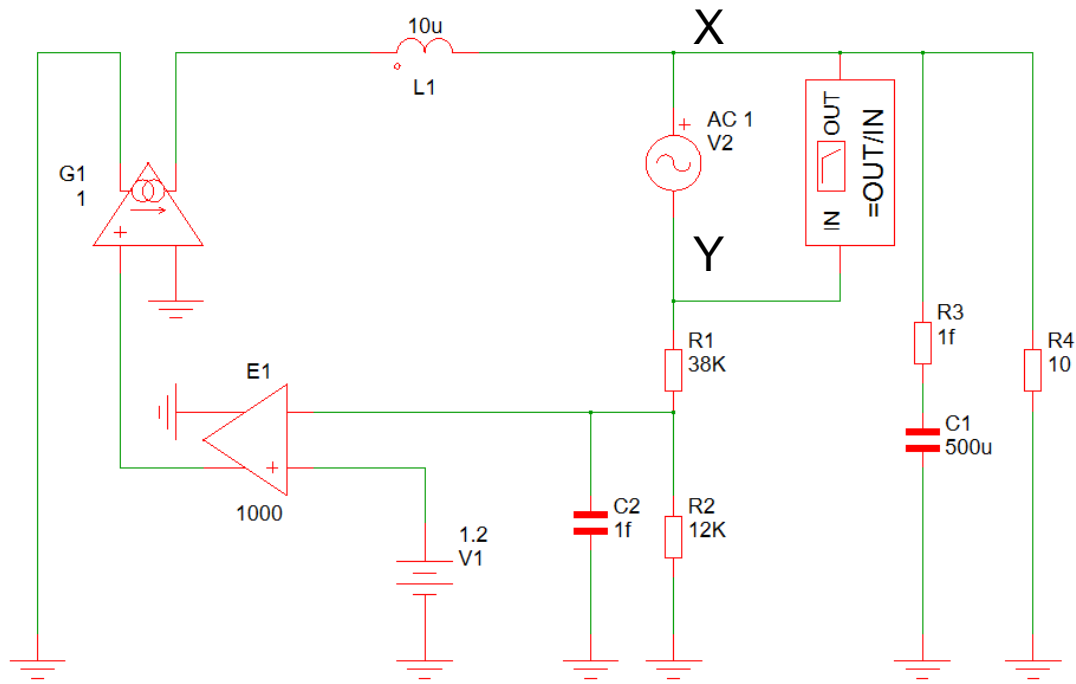 10u
L1
X
AC 1
V2
OUT
IN
=OUT/IN
G1
1
+
Y
R1
38K
R3
1f
R4
10
E1
+
1000
C1
500u
C2
1f
R2
12K
1.2
V1
+